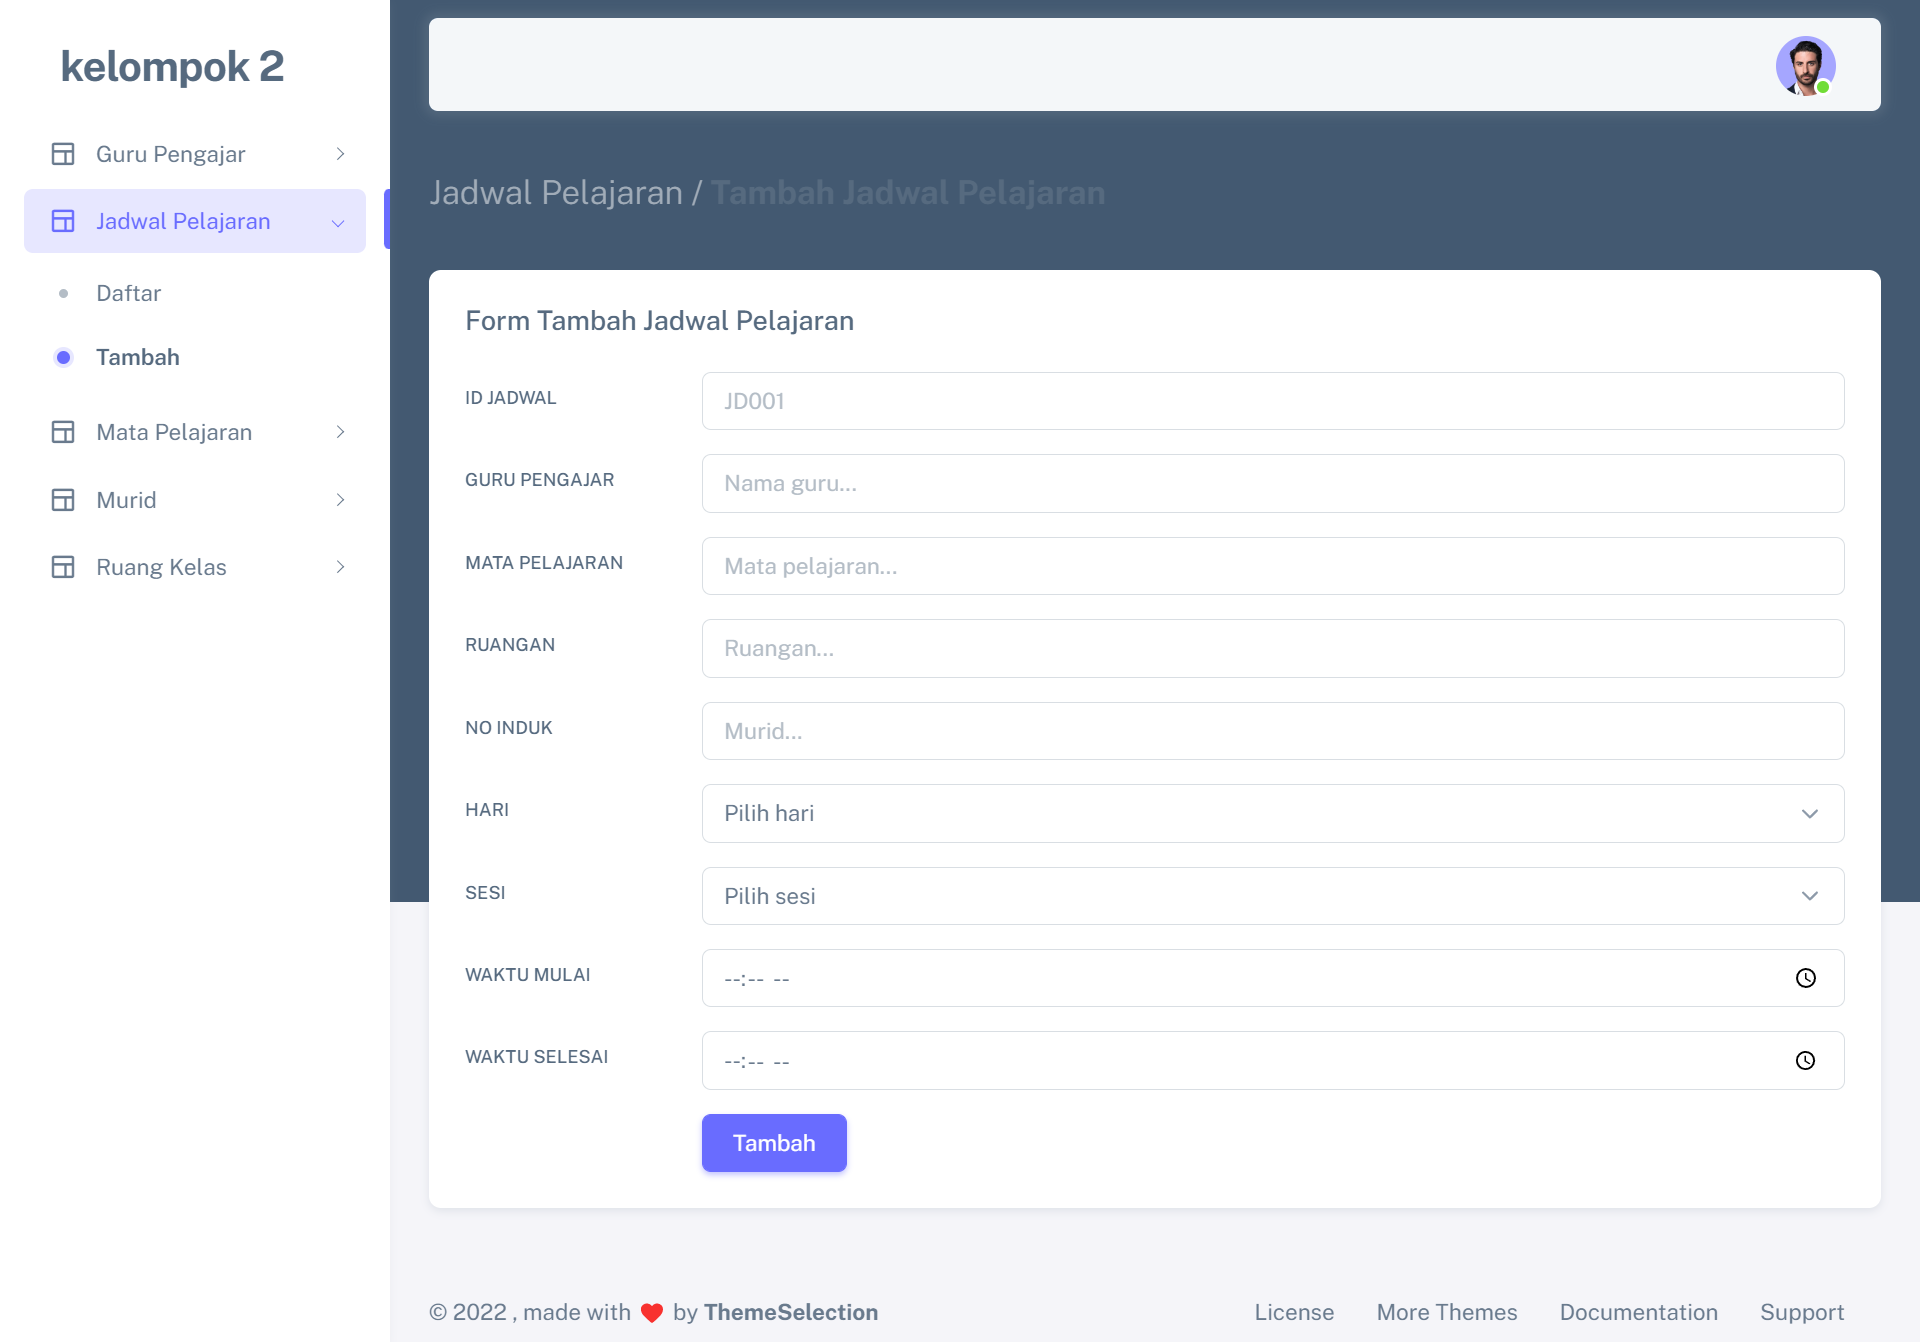 kelompok 2
Guru Pengajar
Jadwal Pelajaran
Daftar
Tambah
Mata Pelajaran
Murid
Ruang Kelas
Jadwal Pelajaran / Tambah Jadwal Pelajaran
Form Tambah Jadwal Pelajaran
ID JADWAL
JD001
GURU PENGAJAR
Nama guru...
MATA PELAJARAN
Mata pelajaran...
RUANGAN
Ruangan...
NO INDUK
Murid...
HARI
Pilih hari
SESI
Pilih sesi
WAKTU MULAI
--:-- --
WAKTU SELESAI
--:-- --
Tambah
© 2022 , made with ❤️ by ThemeSelection
License More Themes Documentation Support